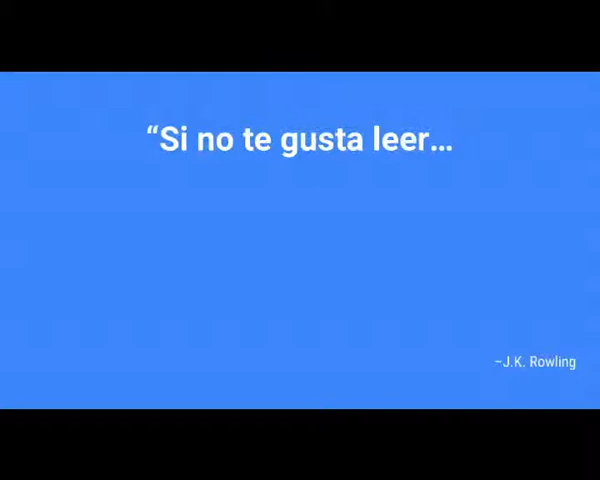 “Si no te gusta leer…
–J.K. Rowling